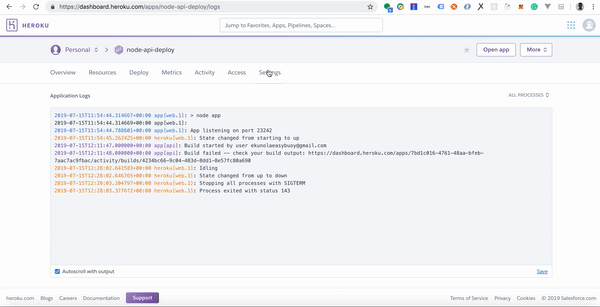 https://dashboard.heroku.com/apps/node-api-deploy/logs
HEROKU
Jump to Favorites, Apps, Pipelines, Spaces...
Personal
node-api-deploy
Open app
More
Overview
Resources
Deploy
Metrics
Activity
Access
Settings
Application Logs
ALL PROCESSES
2019-07-15T11:54:44.314667+00:00 app[web.1]: > node app
2019-07-15T11:54:44.314669+00:00 app[web.1]:
2019-07-15T11:54:44.788601+00:00 app[web.1]: App listening on port 23242
2019-07-15T11:54:45.262425+00:00 heroku[web.1]: State changed from starting to up
2019-07-15T12:11:47.000000+00:00 app[api]: Build started by user ekunolaeasybuoy@gmail.com
2019-07-15T12:11:48.000000+00:00 app[api]: Build failed -- check your build output: https://dashboard.heroku.com/apps/7bd1c016-4761-48aa-bfeb-
7aac7ac9fbac/activity/builds/4234bc66-9c04-483d-8dd1-8e57fc80a690
2019-07-15T12:28:02.641583+00:00 heroku[web.1]: Idling
2019-07-15T12:28:02.646765+00:00 heroku[web.1]: State changed from up to down
2019-07-15T12:28:03.304797+00:00 heroku[web.1]: Stopping all processes with SIGTERM
2019-07-15T12:28:03.377672+00:00 heroku[web.1]: Process exited with status 143
Autoscroll with output
Save
heroku.com
Blogs
Careers
Documentation
Support
Terms of Service
Privacy
Cookies
© 2019 Salesforce.com